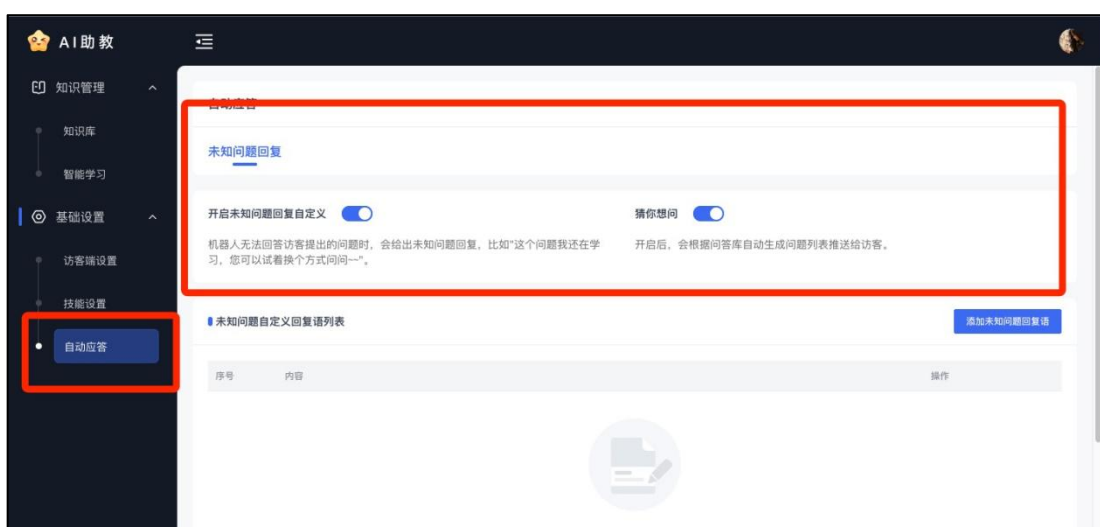 AI助教
知识管理
知识库
智能学习
基础设置
访客端设置
技能设置
自动应答
自动应答
未知问题回复
开启未知问题回复自定义
猜你想问
机器人无法回答访客提出的问题时，会给出未知问题回复，比如"这个问题我还在学
习，您可以试着换个方式问问~~"。
开启后，会根据问答库自动生成问题列表推送给访客。
未知问题自定义回复语列表
添加未知问题回复语
序号
内容
操作